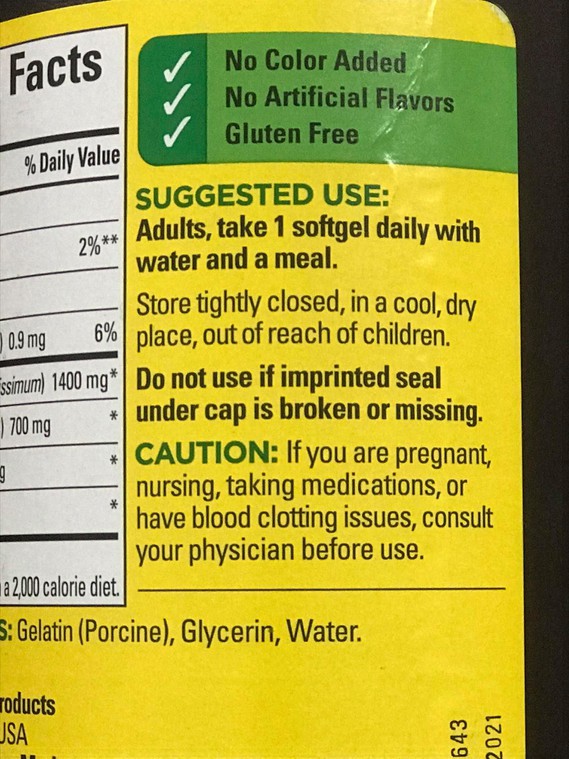 Facts
% Daily Value
2%**
0.9 mg 6%
1400 mg*
700 mg *
*
*
a 2,000 calorie diet.
No Color Added
No Artificial Flavors
Gluten Free
SUGGESTED USE:
Adults, take 1 softgel daily with
water and a meal.
Store tightly closed, in a cool, dry
place, out of reach of children.
Do not use if imprinted seal
under cap is broken or missing.
CAUTION: If you are pregnant,
nursing, taking medications, or
have blood clotting issues, consult
your physician before use.
S: Gelatin (Porcine), Glycerin, Water.
roducts
USA
643
2021